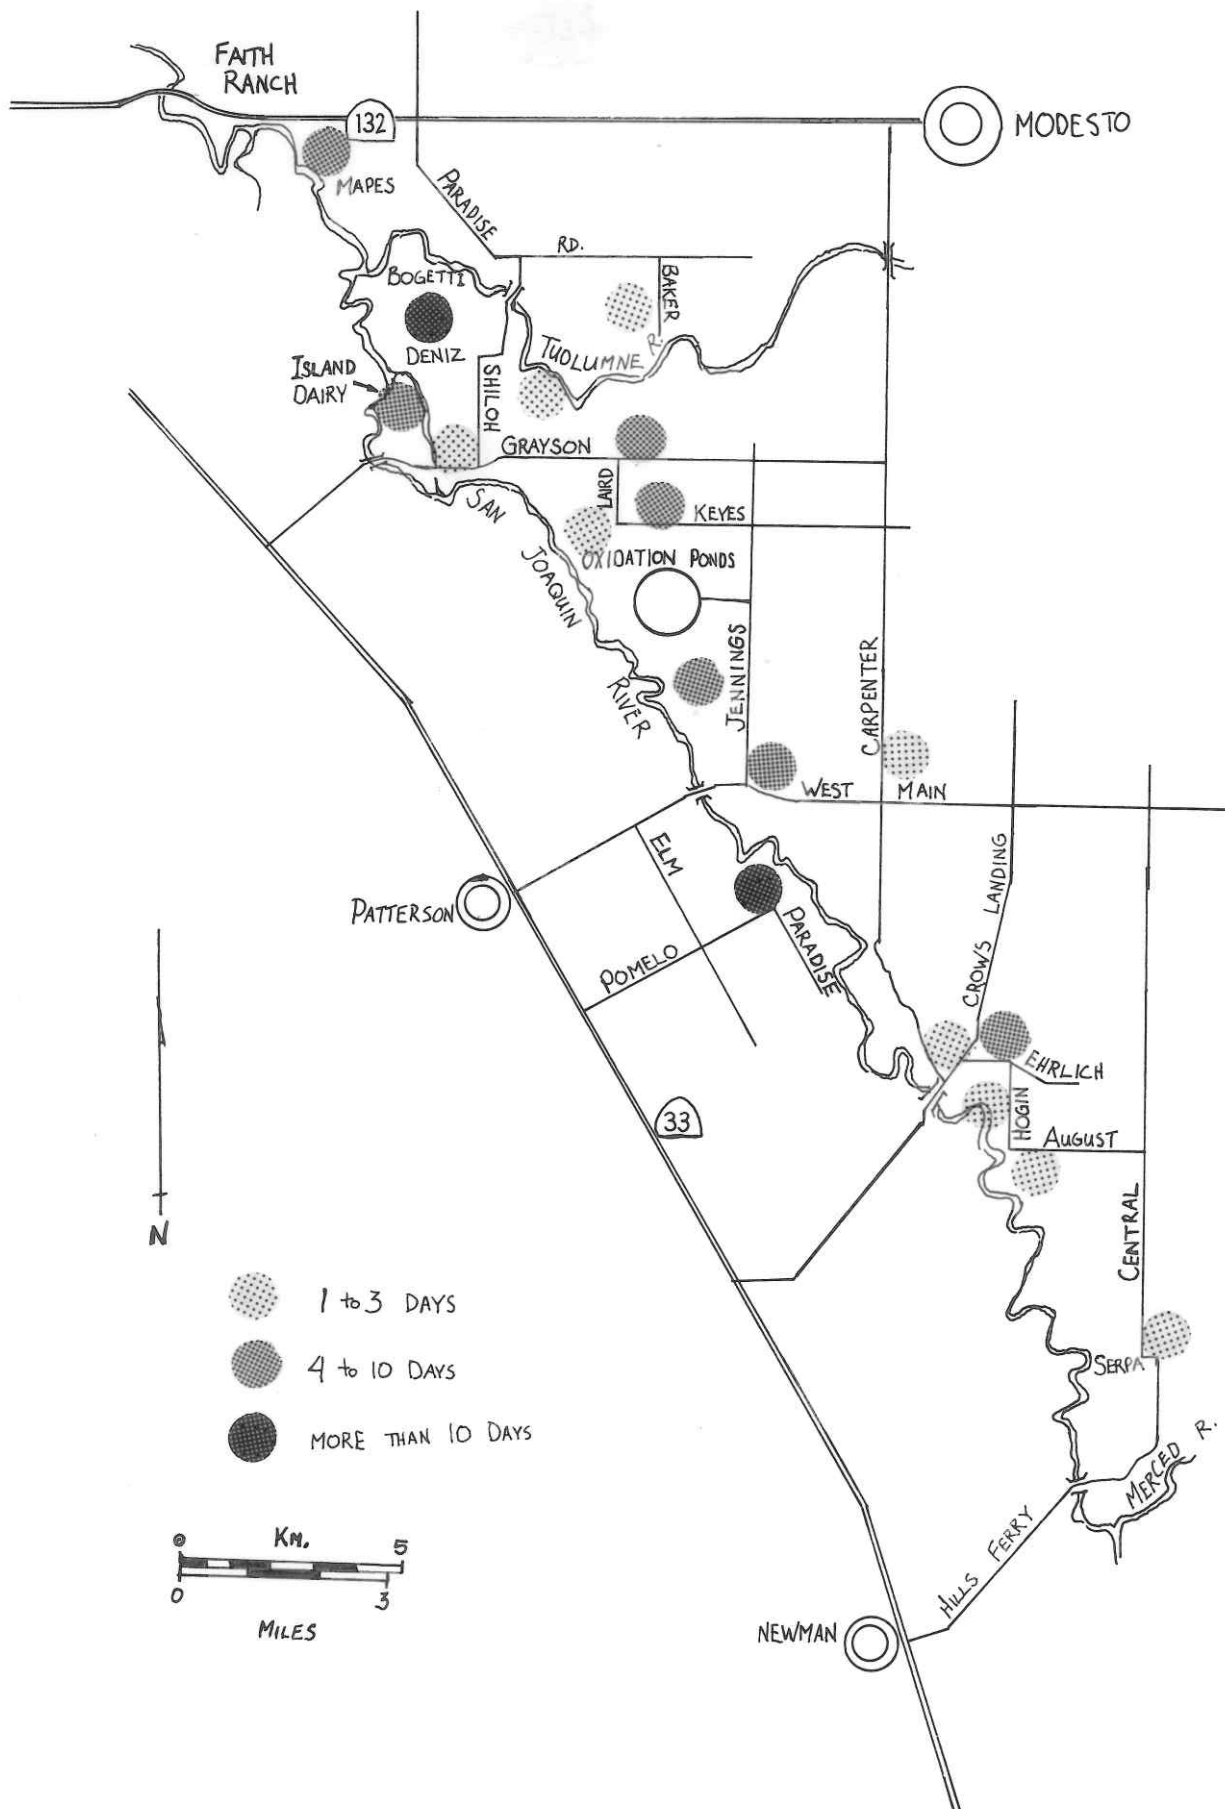 FAITH
RANCH
132
MODESTO
MAPES
PARADISE
RD.
BAKER
BOGETTI
DENIZ
TUOLUMNE R.
ISLAND
DAIRY
SHILOH
GRAYSON
LAIRD
KEYES
SAN
JOAQUIN
RIVER
OXIDATION PONDS
JENNINGS
CARPENTER
WEST MAIN
ELM
PATTERSON
POMELO
PARADISE
CROWS LANDING
EHRLICH
HOGIN
AUGUST
33
CENTRAL
N
1 to 3 DAYS
4 to 10 DAYS
MORE THAN 10 DAYS
SERPA
MERCED R.
HILLS FERRY
NEWMAN
KM.
0 5
0 3
MILES